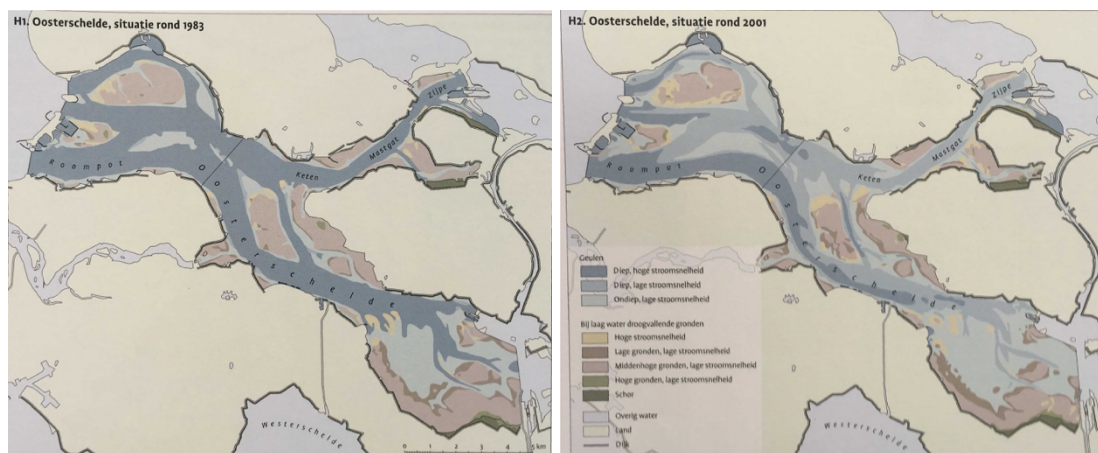 H1. Oosterschelde, situatie rond 1983
Roompot
Oosterschelde
Keten
Mastgat
Zijpe
Westerschelde
0 1 2 3 4 5 km
H2. Oosterschelde, situatie rond 2001
Roompot
Oosterschelde
Keten
Mastgat
Zijpe
Westerschelde
Geulen
Diep, hoge stroomsnelheid
Diep, lage stroomsnelheid
Ondiep, lage stroomsnelheid
Bij laag water droogvallende gronden
Hoge stroomsnelheid
Lage gronden, lage stroomsnelheid
Middenhoge gronden, lage stroomsnelheid
Hoge gronden, lage stroomsnelheid
Schor
Overig water
Land
Dijk